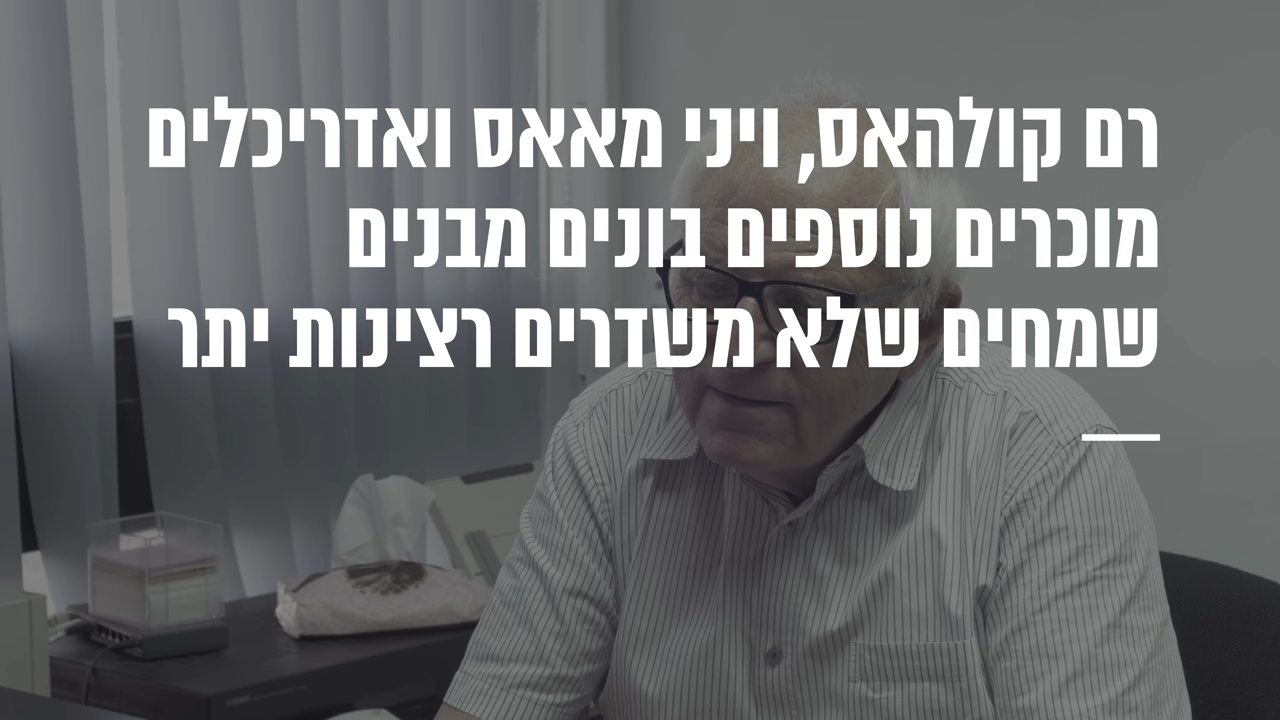 רם קולהאס, ויני מאאס ואדריכלים
מוכרים נוספים בונים מבנים
שמחים שלא משדרים רצינות יתר